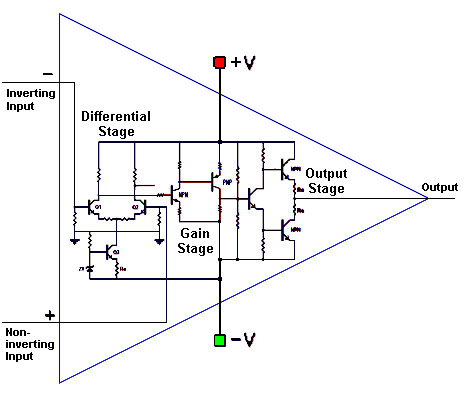 +V
−
Inverting
Input
Differential
Stage
NPN
PNP
NPN
Output
Stage
Re
Re
Output
Q1
Q2
NPN
Gain
Stage
Q3
Re
+
Non-
inverting
Input
−V